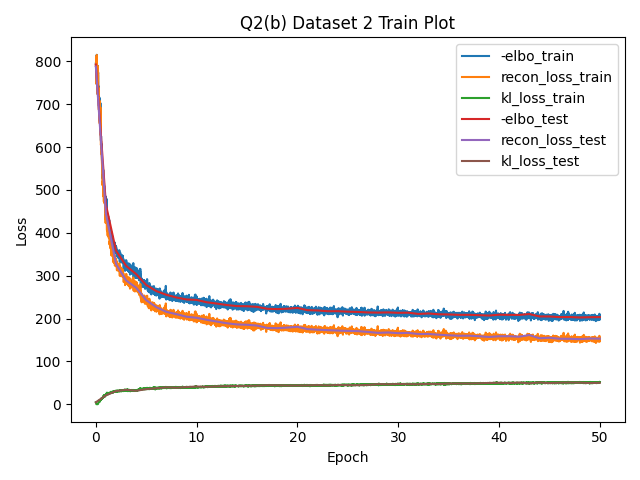 Q2(b) Dataset 2 Train Plot
-elbo_train
recon_loss_train
kl_loss_train
-elbo_test
recon_loss_test
kl_loss_test
Loss
800
700
600
500
400
300
200
100
0
0 10 20 30 40 50
Epoch